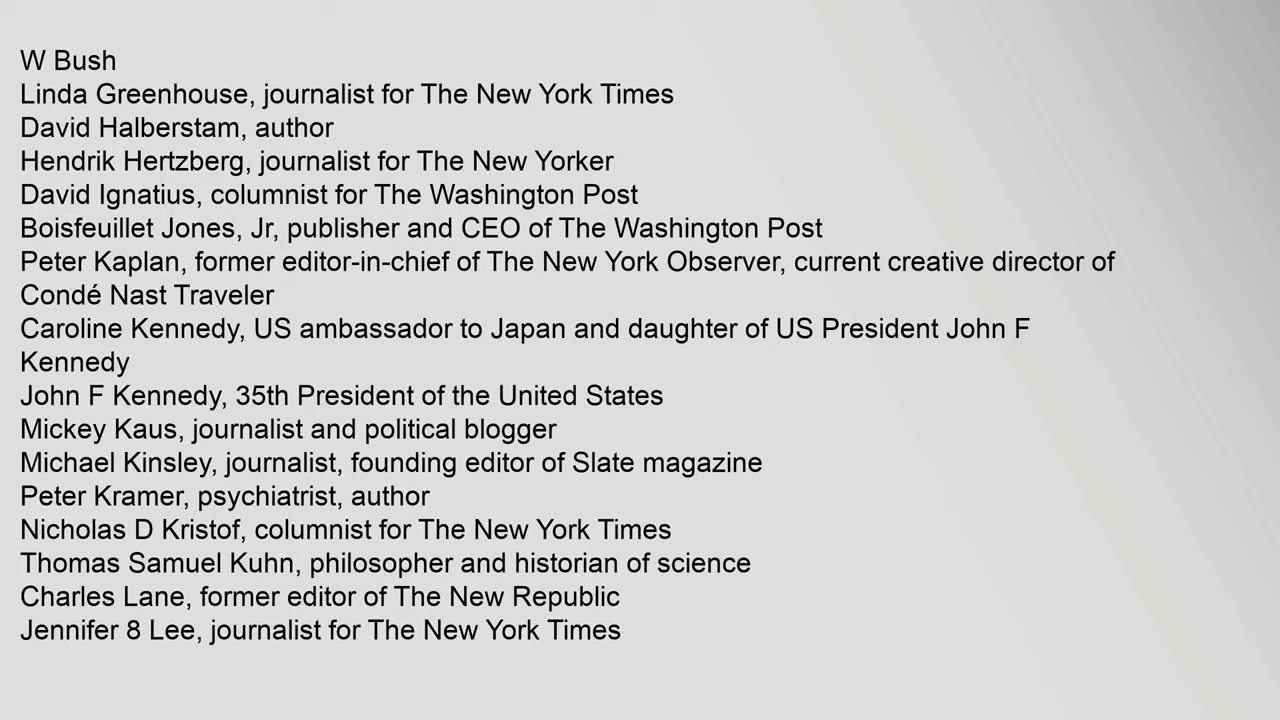 W Bush
Linda Greenhouse, journalist for The New York Times
David Halberstam, author
Hendrik Hertzberg, journalist for The New Yorker
David Ignatius, columnist for The Washington Post
Boisfeuillet Jones, Jr, publisher and CEO of The Washington Post
Peter Kaplan, former editor-in-chief of The New York Observer, current creative director of
Condé Nast Traveler
Caroline Kennedy, US ambassador to Japan and daughter of US President John F
Kennedy
John F Kennedy, 35th President of the United States
Mickey Kaus, journalist and political blogger
Michael Kinsley, journalist, founding editor of Slate magazine
Peter Kramer, psychiatrist, author
Nicholas D Kristof, columnist for The New York Times
Thomas Samuel Kuhn, philosopher and historian of science
Charles Lane, former editor of The New Republic
Jennifer 8 Lee, journalist for The New York Times